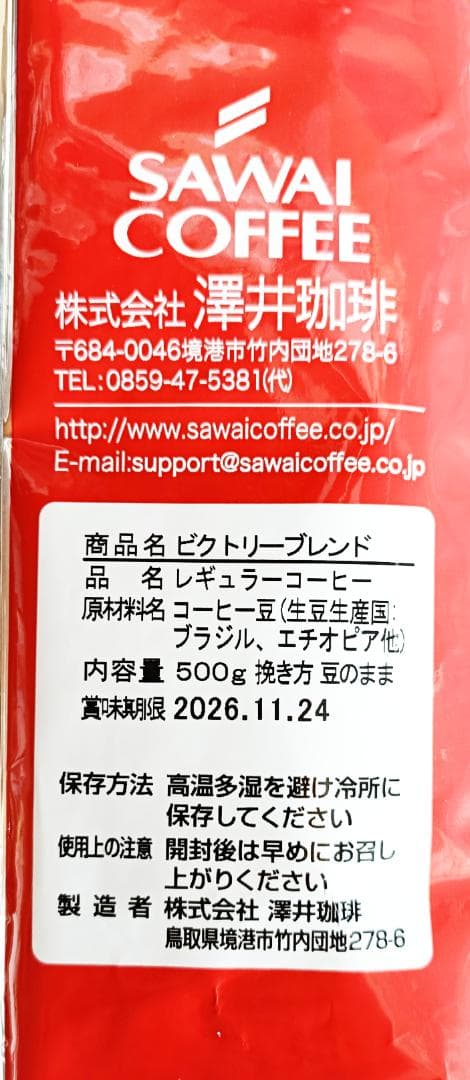 SAWAI
COFFEE
株式会社 澤井珈琲
〒684-0046境港市竹内団地278-6
TEL:0859-47-5381(代)
http://www.sawaicoffee.co.jp/
E-mail:support@sawaicoffee.co.jp
商品名 ビクトリーブレンド
品 名 レギュラーコーヒー
原材料名 コーヒー豆(生豆生産国:
ブラジル、エチオピア他)
内容量 500g 挽き方 豆のまま
賞味期限 2026.11.24
保存方法 高温多湿を避け冷所に
保存してください
使用上の注意 開封後は早めにお召し
上がりください
製造者 株式会社 澤井珈琲
鳥取県境港市竹内団地278-6